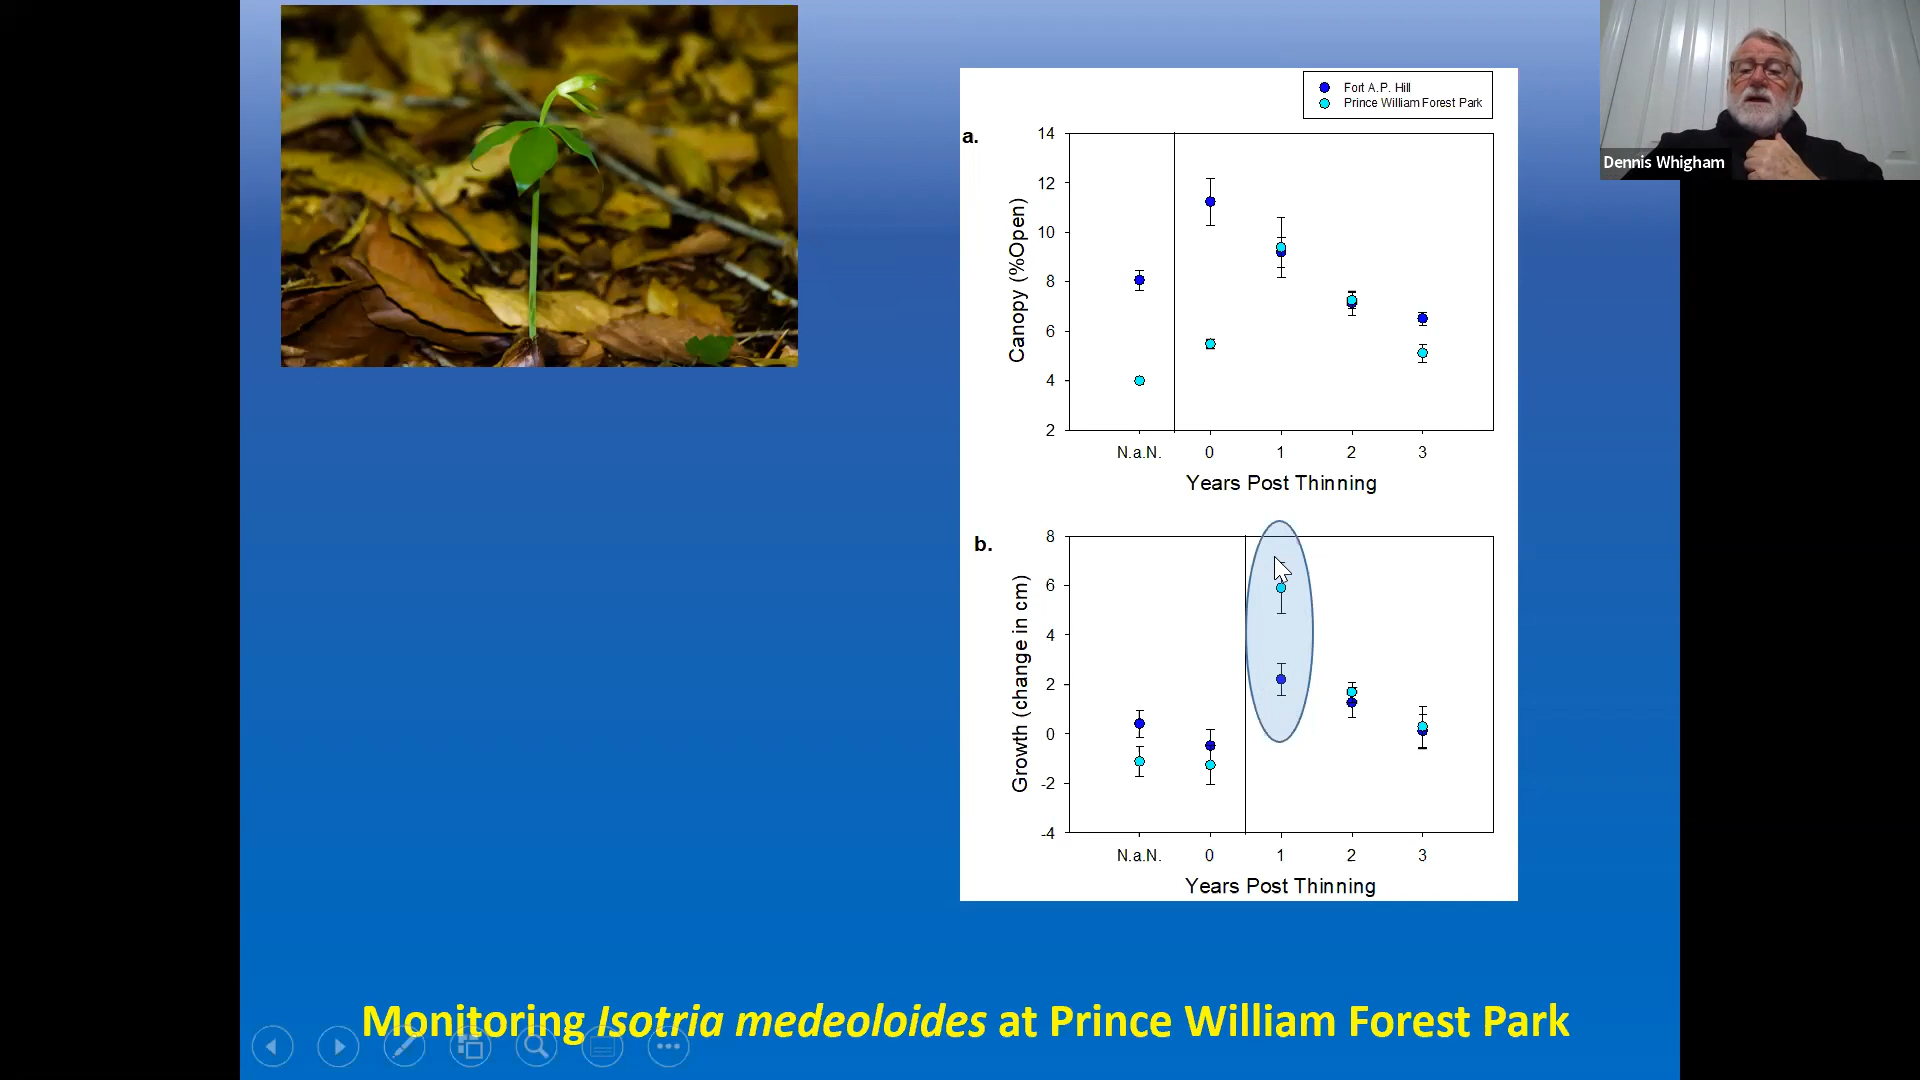 Fort A.P. Hill
Prince William Forest Park
Dennis Whigham
a.
14
12
10
8
6
4
2
Canopy (%Open)
N.a.N. 0 1 2 3
Years Post Thinning
b.
8
6
4
2
0
-2
-4
Growth (change in cm)
N.a.N. 0 1 2 3
Years Post Thinning
Monitoring Isotria medeoloides at Prince William Forest Park